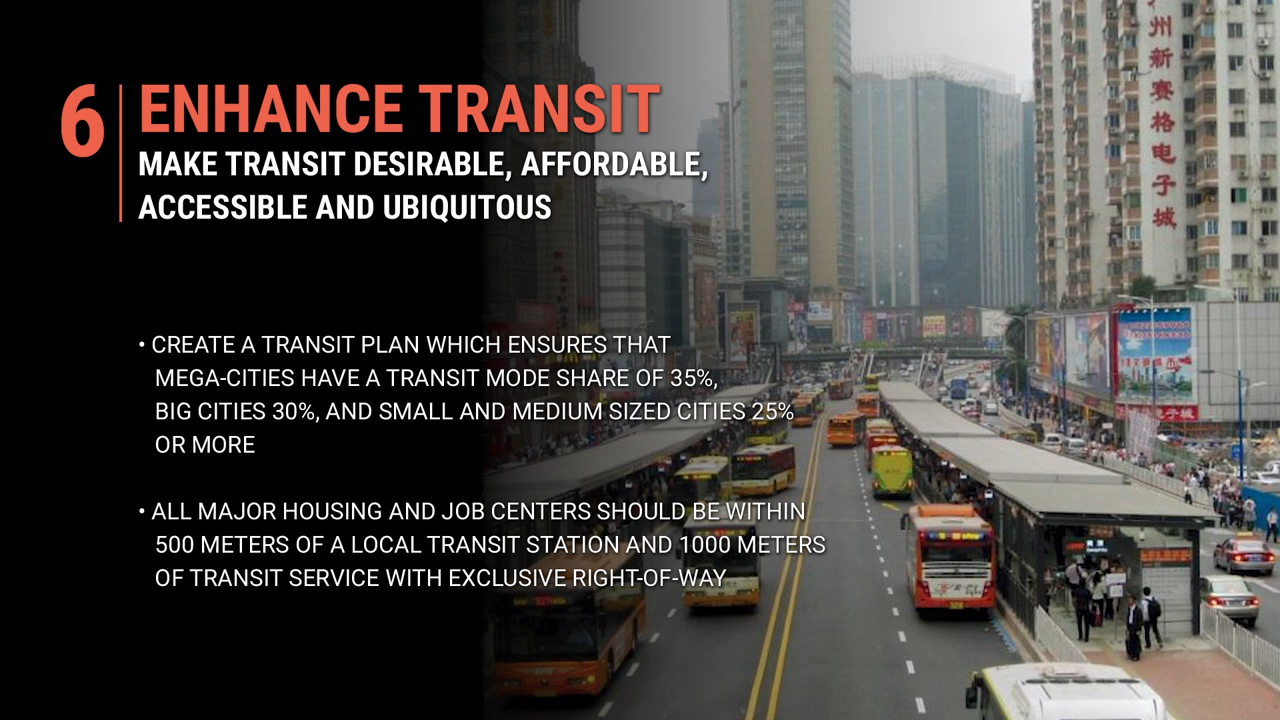 6
ENHANCE TRANSIT
MAKE TRANSIT DESIRABLE, AFFORDABLE,
ACCESSIBLE AND UBIQUITOUS
• CREATE A TRANSIT PLAN WHICH ENSURES THAT
MEGA-CITIES HAVE A TRANSIT MODE SHARE OF 35%,
BIG CITIES 30%, AND SMALL AND MEDIUM SIZED CITIES 25%
OR MORE
• ALL MAJOR HOUSING AND JOB CENTERS SHOULD BE WITHIN
500 METERS OF A LOCAL TRANSIT STATION AND 1000 METERS
OF TRANSIT SERVICE WITH EXCLUSIVE RIGHT-OF-WAY
州新赛格电子城